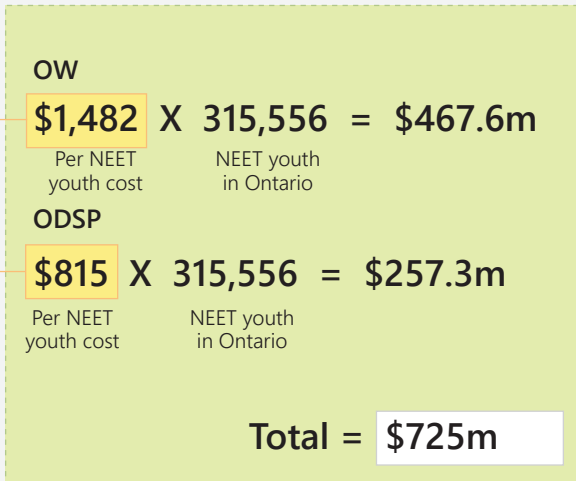 OW
$1,482 X 315,556 = $467.6m
Per NEET NEET youth
youth cost in Ontario
ODSP
$815 X 315,556 = $257.3m
Per NEET NEET youth
youth cost in Ontario
Total = $725m